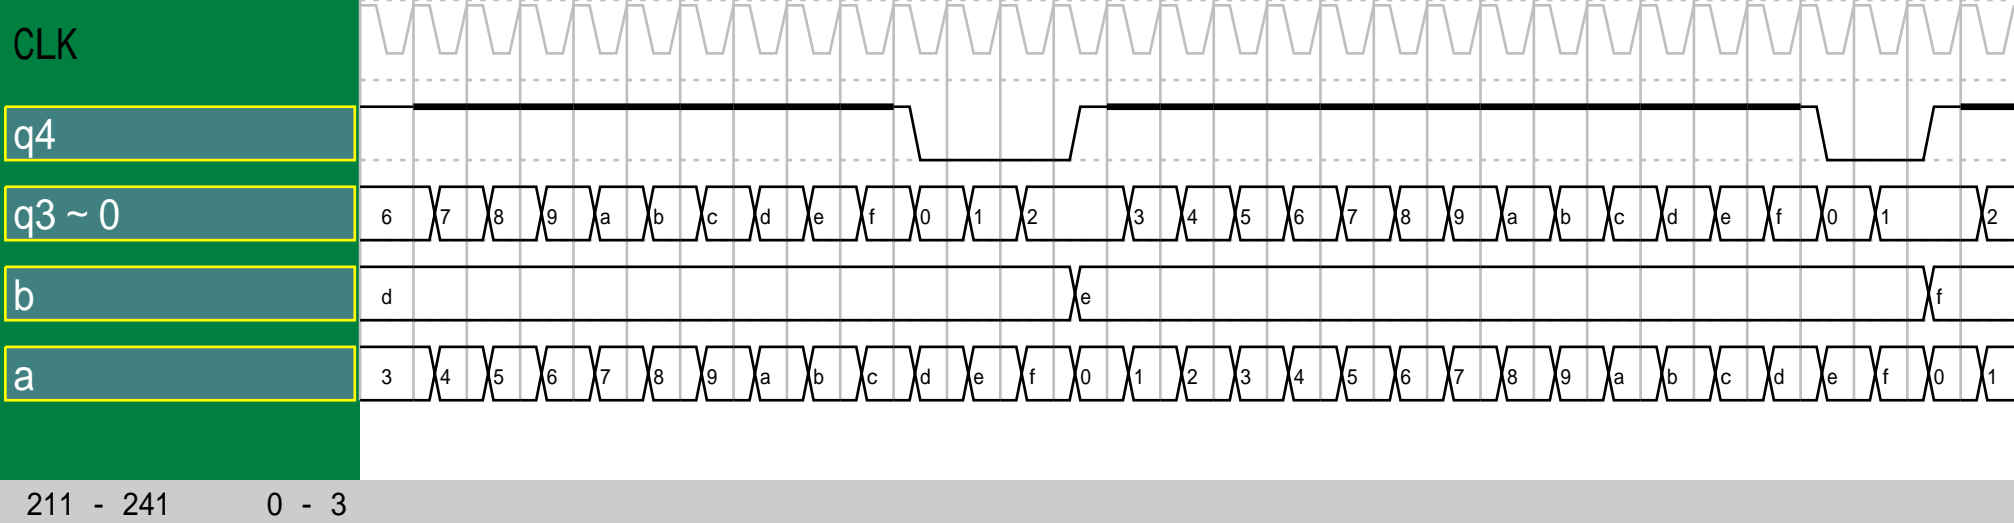 CLK
q4
q3 ~ 0 6 7 8 9 a b c d e f 0 1 2 3 4 5 6 7 8 9 a b c d e f 0 1 2
b d e f
a 3 4 5 6 7 8 9 a b c d e f 0 1 2 3 4 5 6 7 8 9 a b c d e f 0 1
211 - 241 0 - 3